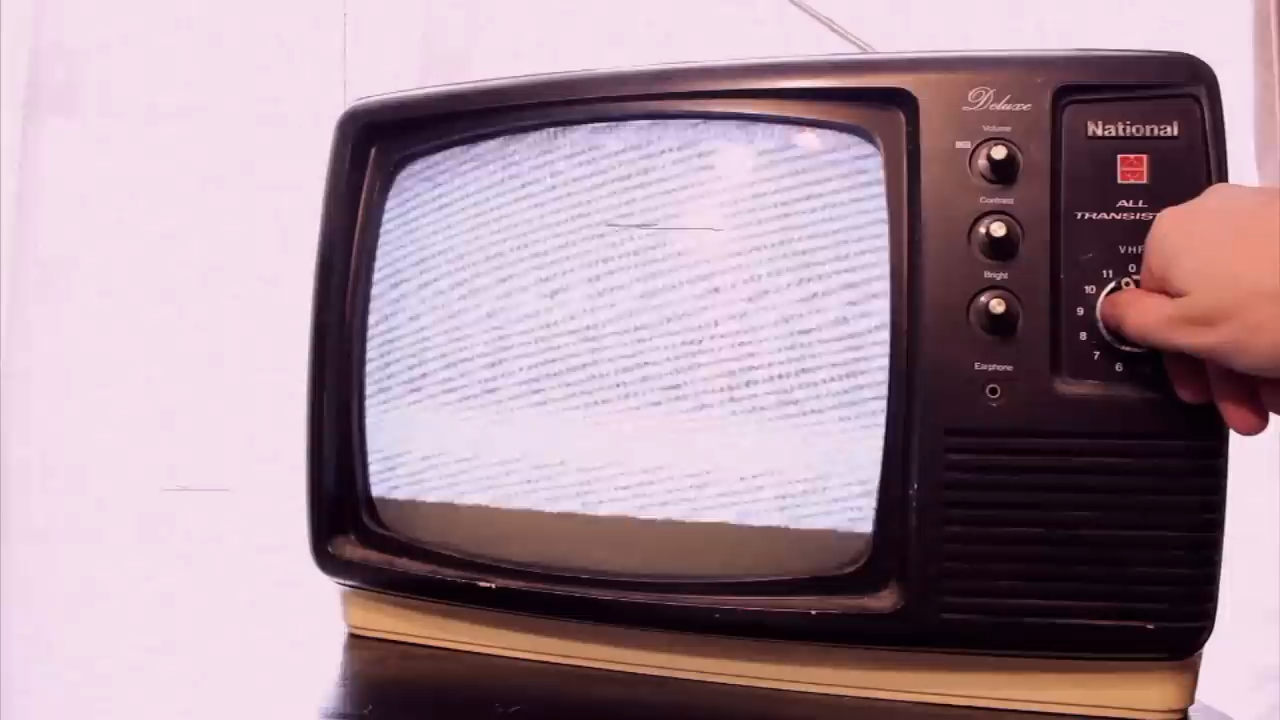 Deluxe
Volume
Contrast
Bright
Earphone
National
ALL
TRANSIST
VHF
0
11
10
9
8
7
6